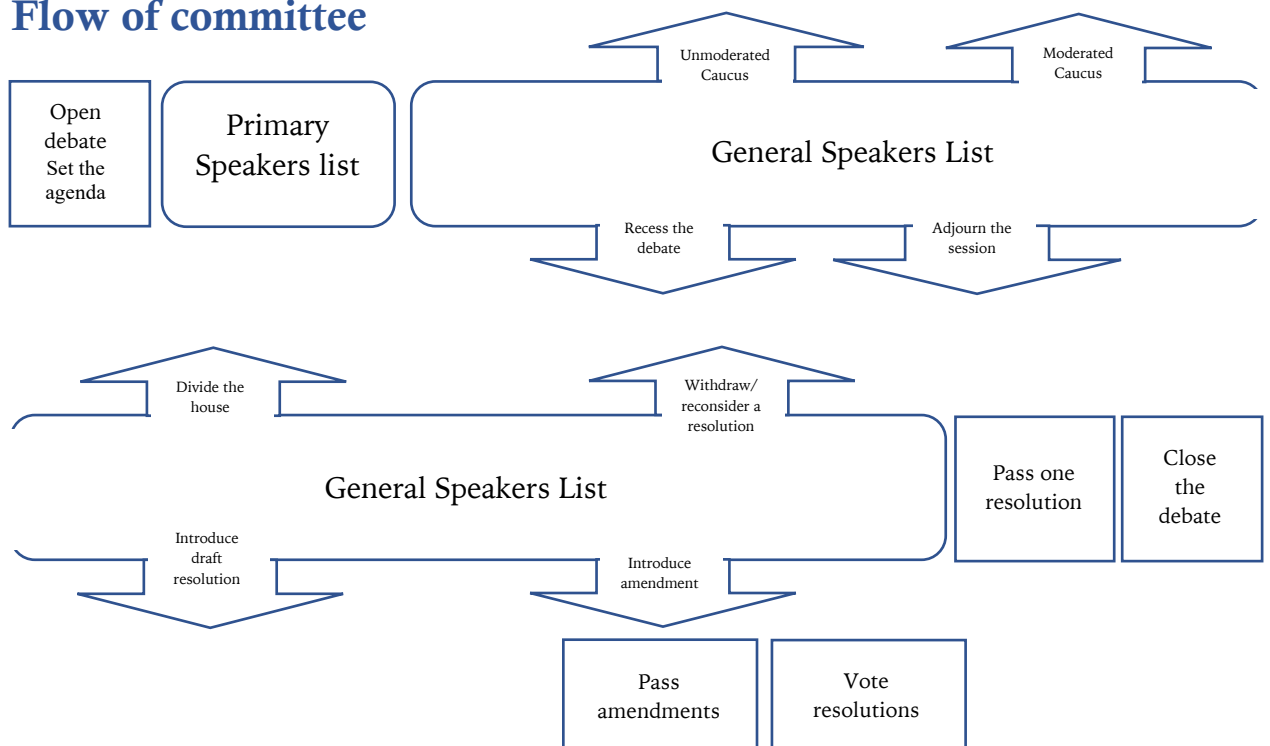 Flow of committee
Unmoderated
Caucus
Moderated
Caucus
Open
debate
Set the
agenda
Primary
Speakers list
General Speakers List
Recess the
debate
Adjourn the
session
Divide the
house
Withdraw/
reconsider a
resolution
General Speakers List
Pass one
resolution
Close
the
debate
Introduce
draft
resolution
Introduce
amendment
Pass
amendments
Vote
resolutions